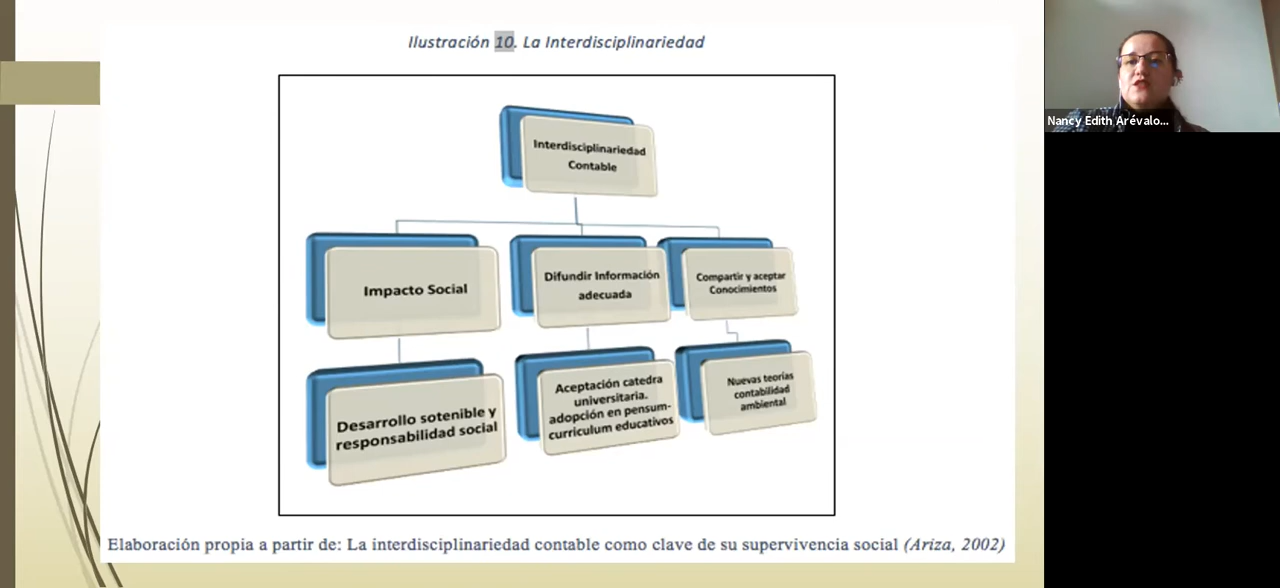 Ilustración 10. La Interdisciplinariedad
Interdisciplinariedad
Contable
Impacto Social
Difundir Información
adecuada
Compartir y aceptar
Conocimientos
Desarrollo sotenible y
responsabilidad social
Aceptación catedra
universitaria.
adopción en pensum-
curriculum educativos
Nuevas teorías
contabilidad
ambiental
Elaboración propia a partir de: La interdisciplinariedad contable como clave de su supervivencia social (Ariza, 2002)
Nancy Edith Arévalo...